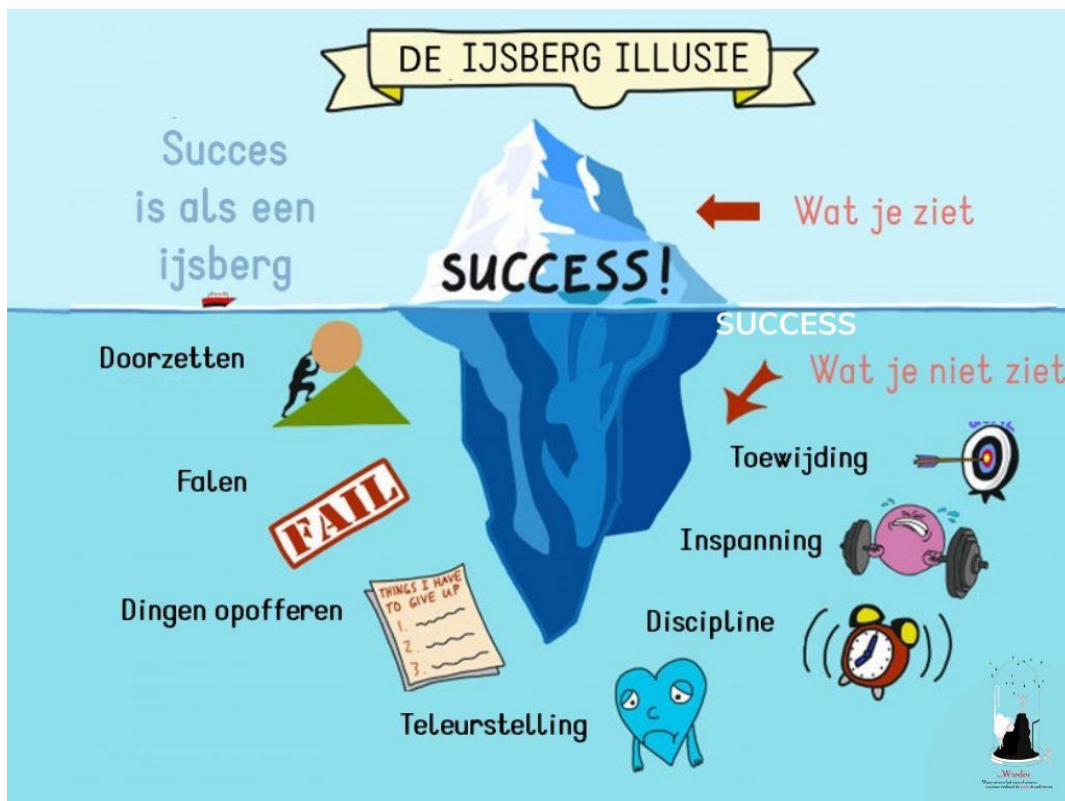 DE IJSBERG ILLUSIE
Succes
is als een
ijsberg
Wat je ziet
SUCCESS!
SUCCESS
Wat je niet ziet
Doorzetten
Toewijding
Falen
FAIL
Inspanning
Dingen opofferen
THINGS I HAVE
TO GIVE UP
1.
2.
3.
Discipline
Teleurstelling
...Wieder